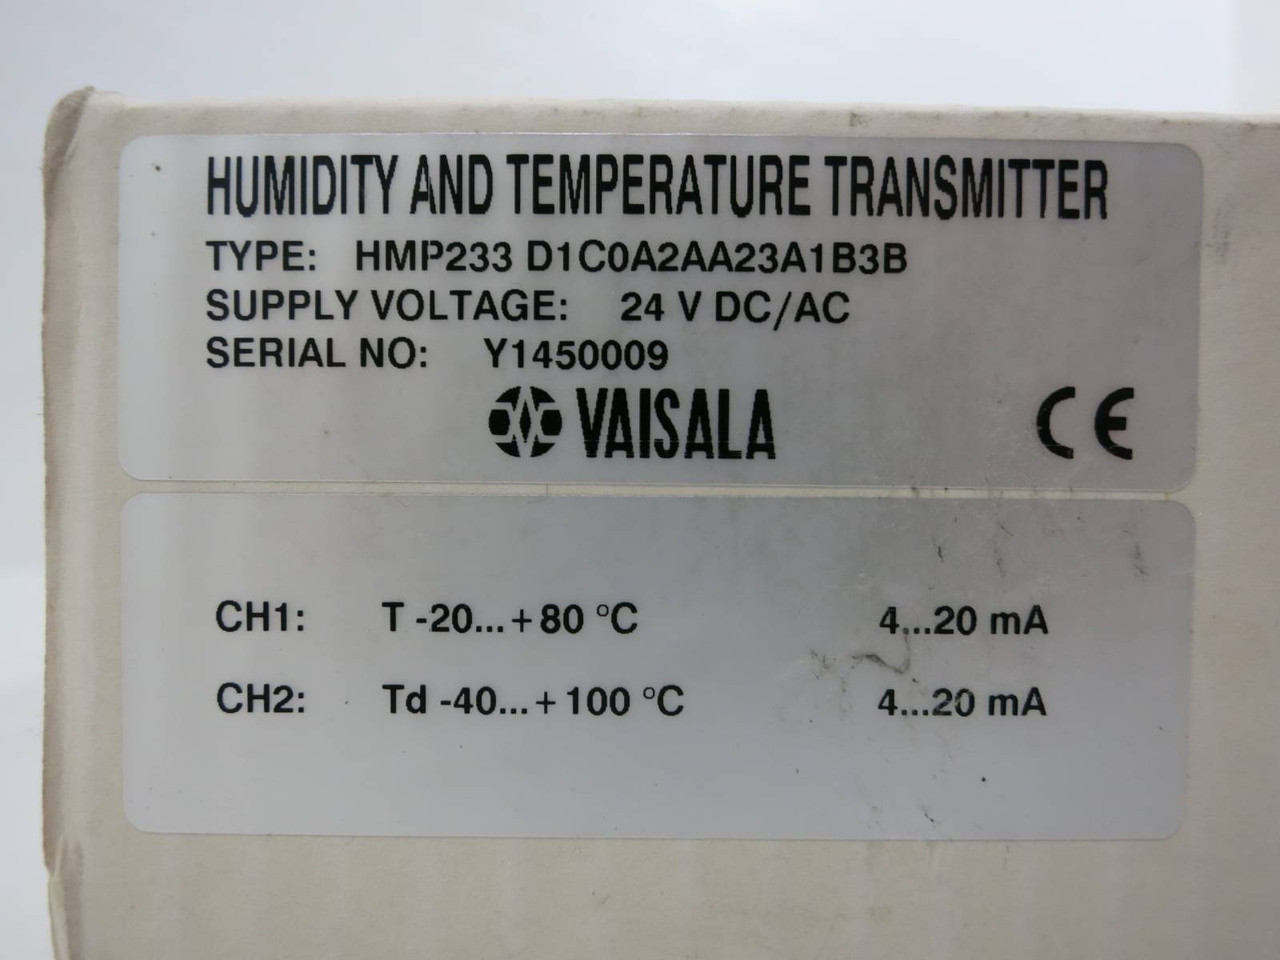 HUMIDITY AND TEMPERATURE TRANSMITTER
TYPE: HMP233 D1C0A2AA23A1B3B
SUPPLY VOLTAGE: 24 V DC/AC
SERIAL NO: Y1450009
VAISALA CE
CH1: T -20...+80 °C 4...20 mA
CH2: Td -40...+100 °C 4...20 mA